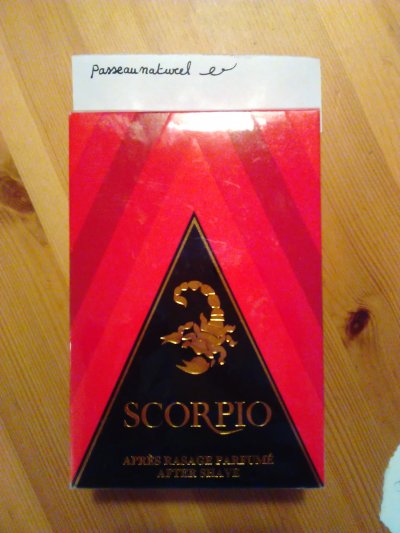 Passeaunaturel
SCORPIO
APRÈS RASAGE PARFUMÉ
AFTER SHAVE